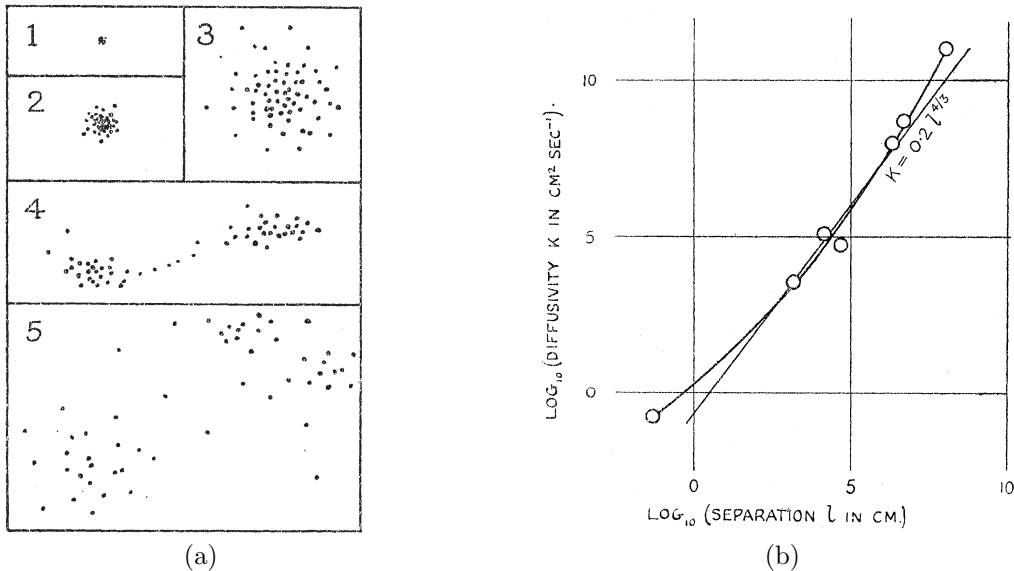 1
2
3
4
5
(a)
LOG₁₀ (DIFFUSIVITY K IN CM² SEC⁻¹).
10
5
0
K = 0.2 l^4/3
0
5
10
LOG₁₀ (SEPARATION l IN CM.)
(b)